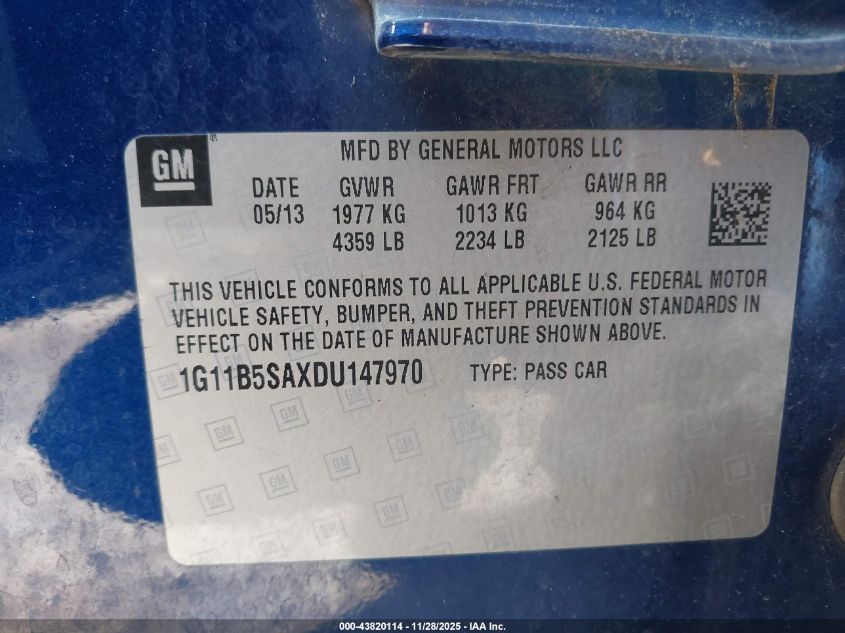 GM ®
MFD BY GENERAL MOTORS LLC
DATE GVWR GAWR FRT GAWR RR
05/13 1977 KG 1013 KG 964 KG
4359 LB 2234 LB 2125 LB
THIS VEHICLE CONFORMS TO ALL APPLICABLE U.S. FEDERAL MOTOR
VEHICLE SAFETY, BUMPER, AND THEFT PREVENTION STANDARDS IN
EFFECT ON THE DATE OF MANUFACTURE SHOWN ABOVE.
1G11B5SAXDU147970 TYPE: PASS CAR
000-43820114 - 11/28/2025 - IAA Inc.